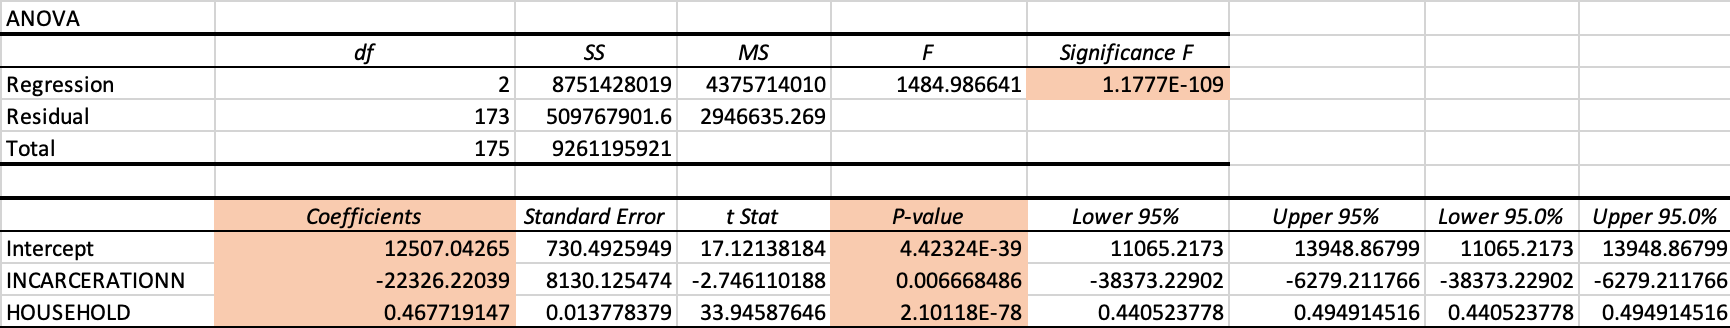 ANOVA
df SS MS F Significance F
Regression 2 8751428019 4375714010 1484.986641 1.1777E-109
Residual 173 509767901.6 2946635.269
Total 175 9261195921
Coefficients Standard Error t Stat P-value Lower 95% Upper 95% Lower 95.0% Upper 95.0%
Intercept 12507.04265 730.4925949 17.12138184 4.42324E-39 11065.2173 13948.86799 11065.2173 13948.86799
INCARCERATIONN -22326.22039 8130.125474 -2.746110188 0.006668486 -38373.22902 -6279.211766 -38373.22902 -6279.211766
HOUSEHOLD 0.467719147 0.013778379 33.94587646 2.10118E-78 0.440523778 0.494914516 0.440523778 0.494914516